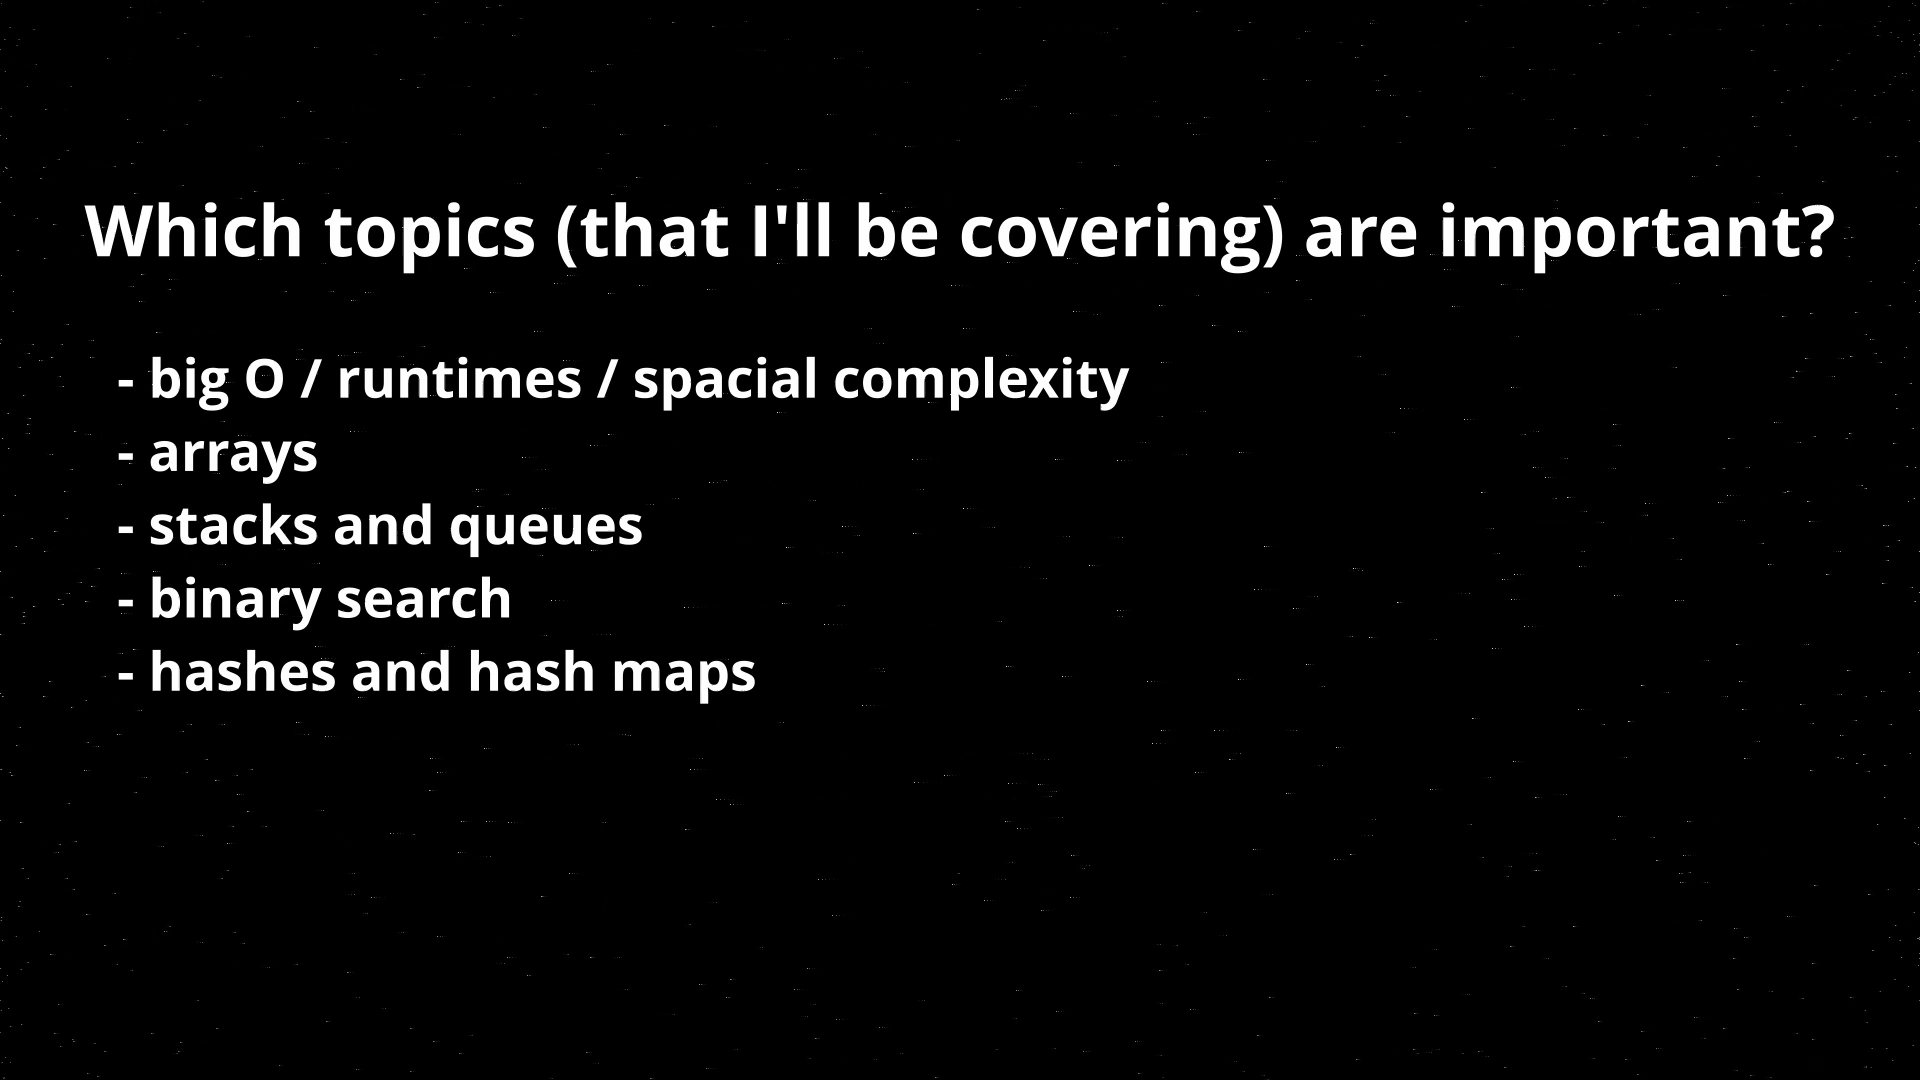 Which topics (that I'll be covering) are important?
- big O / runtimes / spacial complexity
- arrays
- stacks and queues
- binary search
- hashes and hash maps